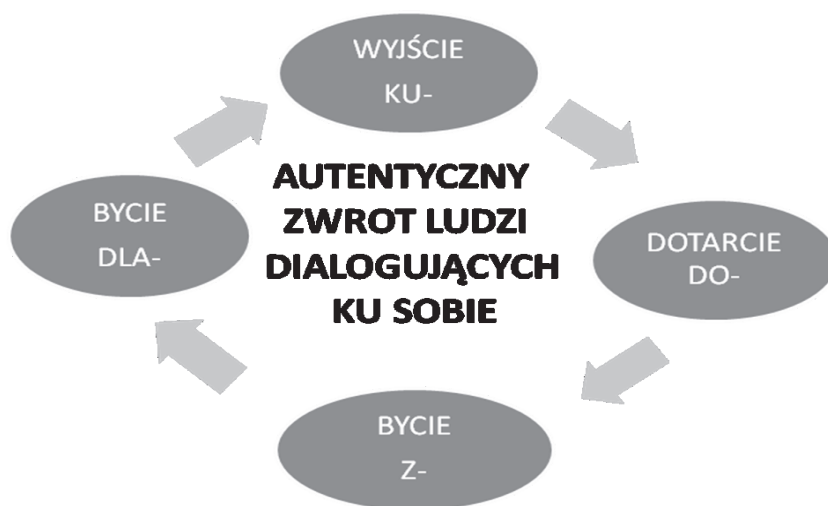 WYJŚCIE
KU-
AUTENTYCZNY
ZWROT LUDZI
DIALOGUJĄCYCH
KU SOBIE
BYCIE
DLA-
DOTARCIE
DO-
BYCIE
Z-